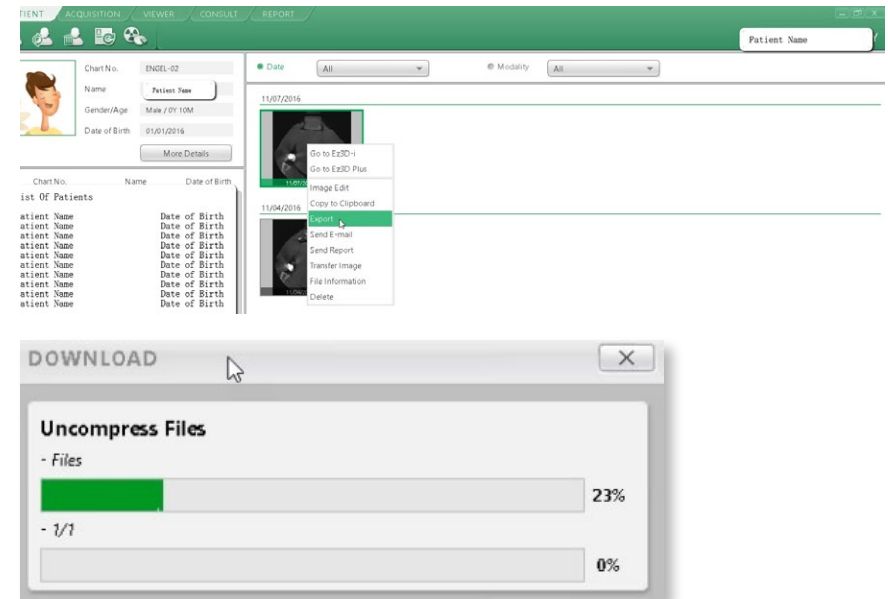 TIENT ACQUISITION VIEWER CONSULT REPORT
Patient Name
Chart No. ENGEL-02
Name Patient Name
Gender/Age Male / 0Y 10M
Date of Birth 01/01/2016
More Details
Date All Modality All
Chart No. Name Date of Birth
ist Of Patients
atient Name Date of Birth
atient Name Date of Birth
atient Name Date of Birth
atient Name Date of Birth
atient Name Date of Birth
atient Name Date of Birth
atient Name Date of Birth
atient Name Date of Birth
atient Name Date of Birth
atient Name Date of Birth
11/07/2016
Go to Ez3D-i
Go to Ez3D Plus
Image Edit
Copy to Clipboard
Export
Send E-mail
Send Report
Transfer Image
File Information
Delete
11/04/2016
DOWNLOAD
Uncompress Files
- Files
23%
- 1/1
0%